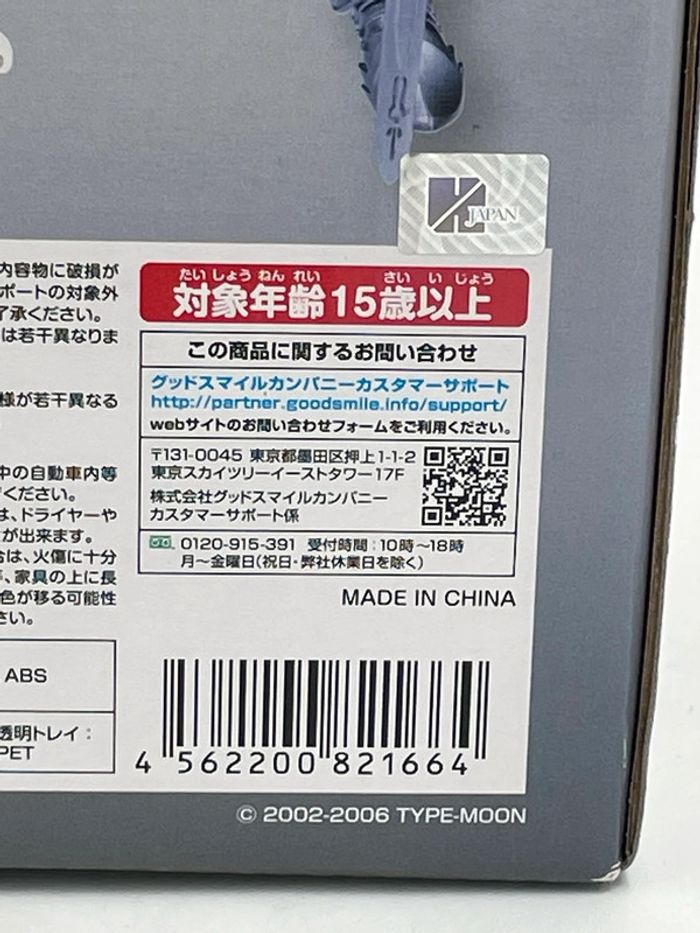 JAPAN
内容物に破損が
ポートの対象外
了承ください。
は若干異なりま
様が若干異なる
中の自動車内等
ください。
は、ドライヤーや
が出来ます。
合は、火傷に十分
、家具の上に長
色が移る可能性
さい。
ABS
透明トレイ：
PET
たいしょうねんれい さいいじょう
対象年齢15歳以上
この商品に関するお問い合わせ
グッドスマイルカンパニーカスタマーサポート
http://partner.goodsmile.info/support/
webサイトのお問い合わせフォームをご利用ください。
〒131-0045 東京都墨田区押上1-1-2
東京スカイツリーイーストタワー17F
株式会社グッドスマイルカンパニー
カスタマーサポート係
0120-915-391 受付時間：10時～18時
月～金曜日(祝日・弊社休業日を除く)
MADE IN CHINA
4 562200 821664
© 2002-2006 TYPE-MOON